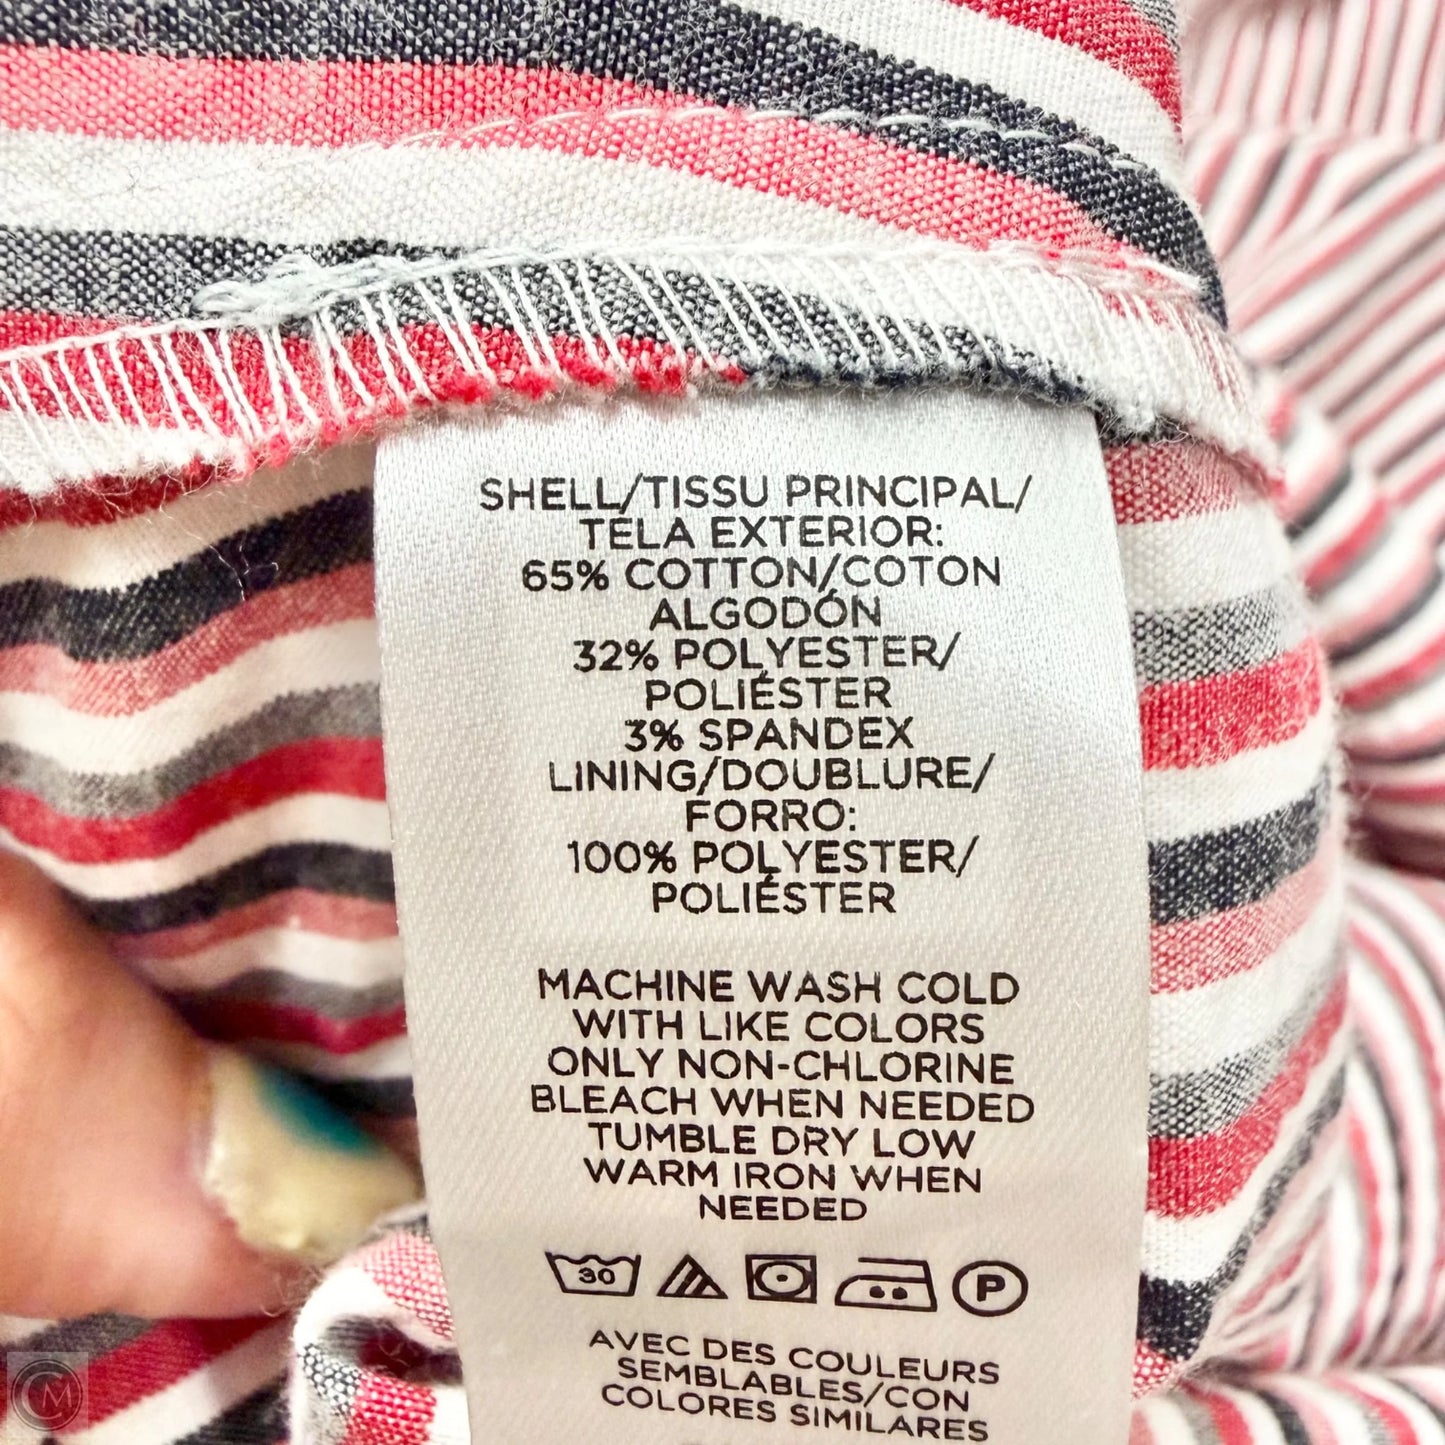 SHELL/TISSU PRINCIPAL/
TELA EXTERIOR:
65% COTTON/COTON
ALGODÓN
32% POLYESTER/
POLIÉSTER
3% SPANDEX
LINING/DOUBLURE/
FORRO:
100% POLYESTER/
POLIÉSTER
MACHINE WASH COLD
WITH LIKE COLORS
ONLY NON-CHLORINE
BLEACH WHEN NEEDED
TUMBLE DRY LOW
WARM IRON WHEN
NEEDED
30 P
AVEC DES COULEURS
SEMBLABLES/CON
COLORES SIMILARES
CM